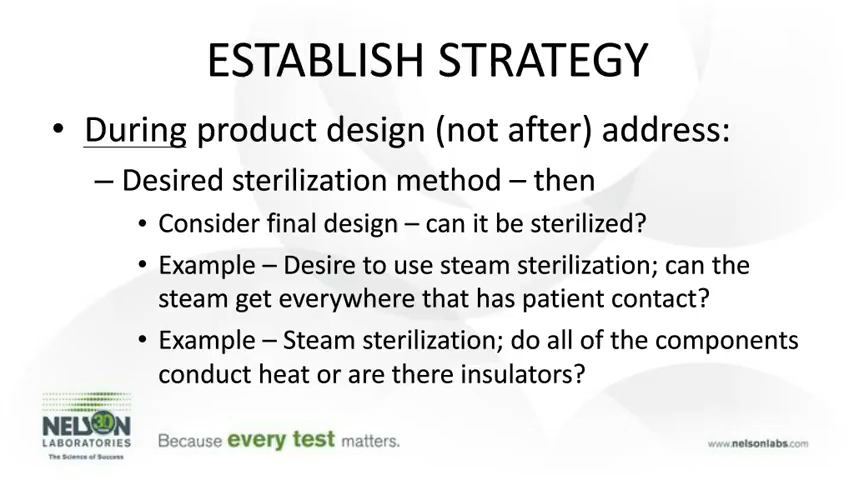 ESTABLISH STRATEGY
• During product design (not after) address:
– Desired sterilization method – then
• Consider final design – can it be sterilized?
• Example – Desire to use steam sterilization; can the
steam get everywhere that has patient contact?
• Example – Steam sterilization; do all of the components
conduct heat or are there insulators?
NELSON
30
LABORATORIES
The Science of Success
Because every test matters.
www.nelsonlabs.com